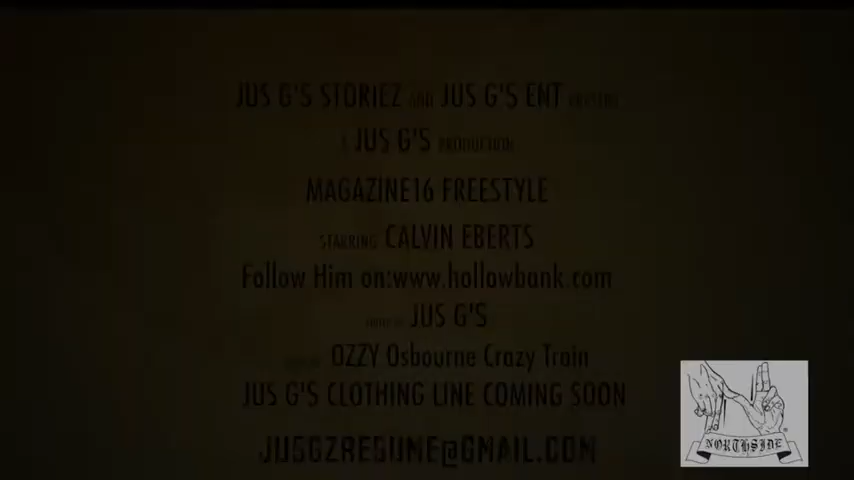 JUS G'S STORIEZ AND JUS G'S ENT PRESENT
A JUS G'S PRODUCTION
MAGAZINE16 FREESTYLE
STARRING CALVIN EBERTS
Follow Him on:www.hollowbank.com
JUS G'S
OZZY Osbourne Crazy Train
JUS G'S CLOTHING LINE COMING SOON
JUSGZRESUME@GMAIL.COM
NORTHSIDE